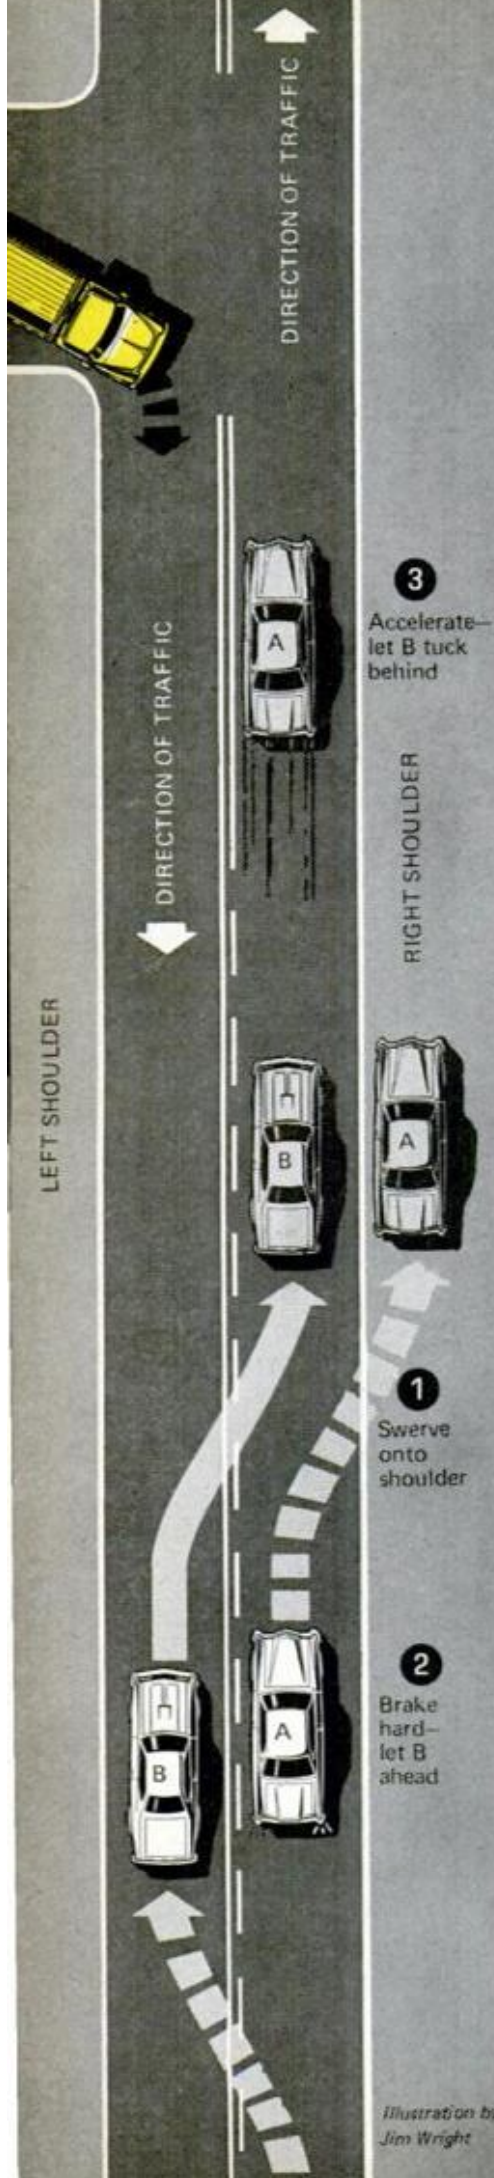 DIRECTION OF TRAFFIC
A
3
Accelerate—
let B tuck
behind
DIRECTION OF TRAFFIC
RIGHT SHOULDER
LEFT SHOULDER
B
A
1
Swerve
onto
shoulder
2
Brake
hard—
let B
ahead
B
A
Illustration by
Jim Wright